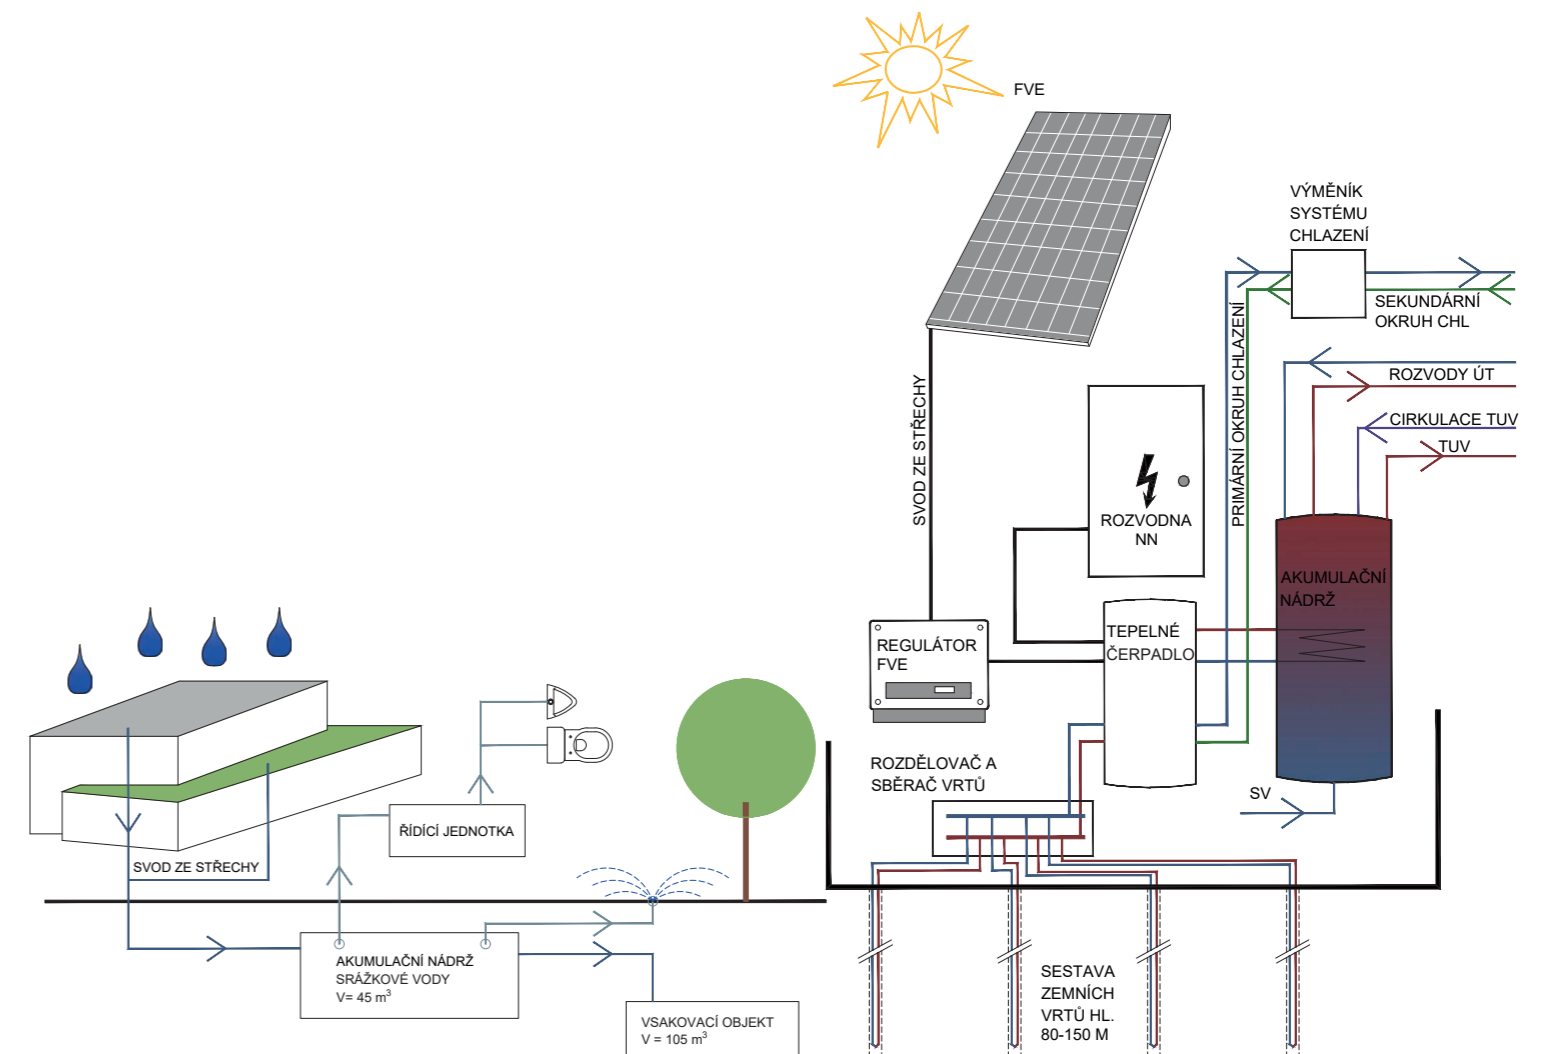 FVE
VÝMĚNÍK
SYSTÉMU
CHLAZENÍ
SEKUNDÁRNÍ
OKRUH CHL
PRIMÁRNÍ OKRUH CHLAZENÍ
ROZVODY ÚT
CIRKULACE TUV
TUV
SVOD ZE STŘECHY
ROZVODNA
NN
AKUMULAČNÍ
NÁDRŽ
TEPELNÉ
ČERPADLO
REGULÁTOR
FVE
ROZDĚLOVAČ A
SBĚRAČ VRTŮ
SV
ŘÍDÍCÍ JEDNOTKA
SVOD ZE STŘECHY
AKUMULAČNÍ NÁDRŽ
SRÁŽKOVÉ VODY
V= 45 m³
VSAKOVACÍ OBJEKT
V = 105 m³
SESTAVA
ZEMNÍCH
VRTŮ HL.
80-150 M